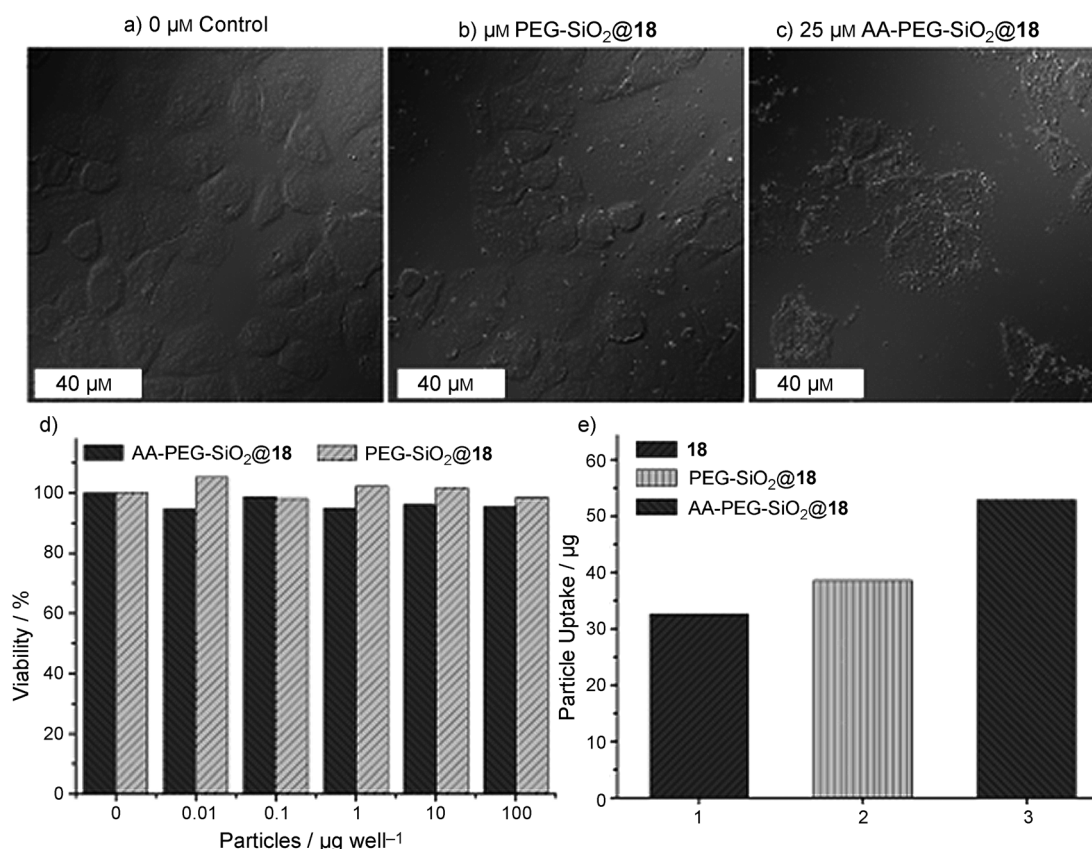 a) 0 μM Control
b) μM PEG-SiO₂@18
c) 25 μM AA-PEG-SiO₂@18
40 μM
40 μM
40 μM
d)
AA-PEG-SiO₂@18
PEG-SiO₂@18
Viability / %
100
80
60
40
20
0
0
0.01
0.1
1
10
100
Particles / μg well⁻¹
e)
18
PEG-SiO₂@18
AA-PEG-SiO₂@18
Particle Uptake / μg
60
50
40
30
20
10
0
1
2
3